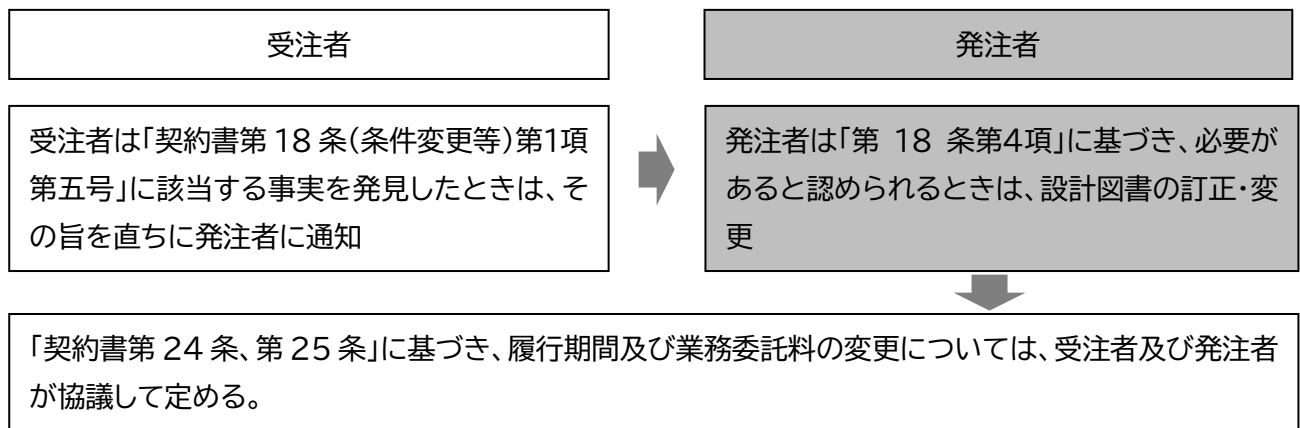 受注者
発注者
受注者は「契約書第18条(条件変更等)第1項
第五号」に該当する事実を発見したときは、そ
の旨を直ちに発注者に通知
発注者は「第 18 条第4項」に基づき、必要が
あると認められるときは、設計図書の訂正・変
更
「契約書第24条、第25条」に基づき、履行期間及び業務委託料の変更については、受注者及び発注者
が協議して定める。